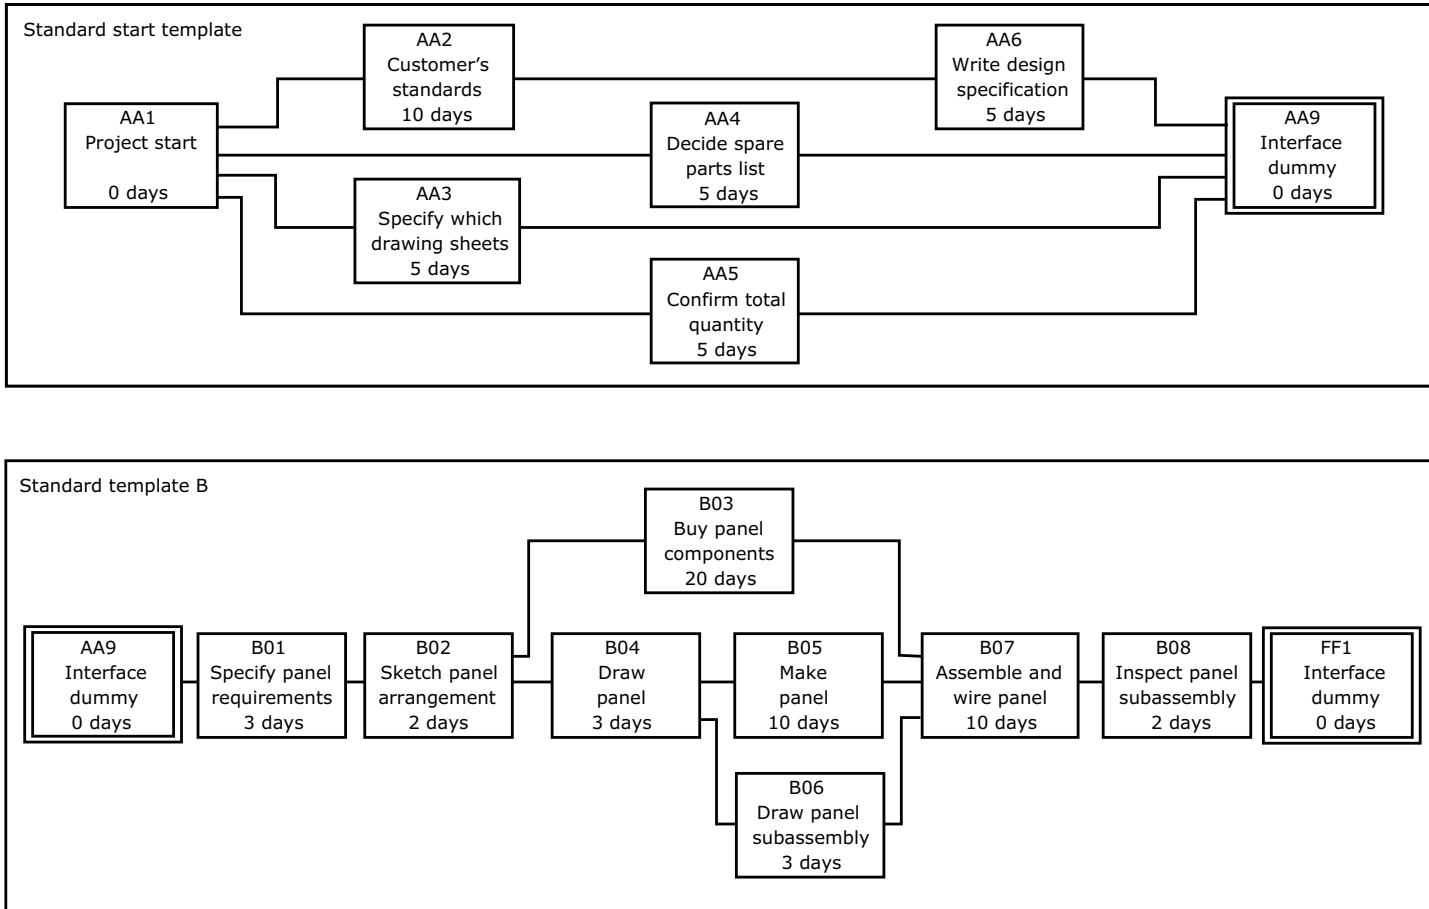 Standard start template
AA2
Customer's
standards
10 days
AA6
Write design
specification
5 days
AA1
Project start
0 days
AA4
Decide spare
parts list
5 days
AA9
Interface
dummy
0 days
AA3
Specify which
drawing sheets
5 days
AA5
Confirm total
quantity
5 days
Standard template B
B03
Buy panel
components
20 days
AA9
Interface
dummy
0 days
B01
Specify panel
requirements
3 days
B02
Sketch panel
arrangement
2 days
B04
Draw
panel
3 days
B05
Make
panel
10 days
B07
Assemble and
wire panel
10 days
B08
Inspect panel
subassembly
2 days
FF1
Interface
dummy
0 days
B06
Draw panel
subassembly
3 days